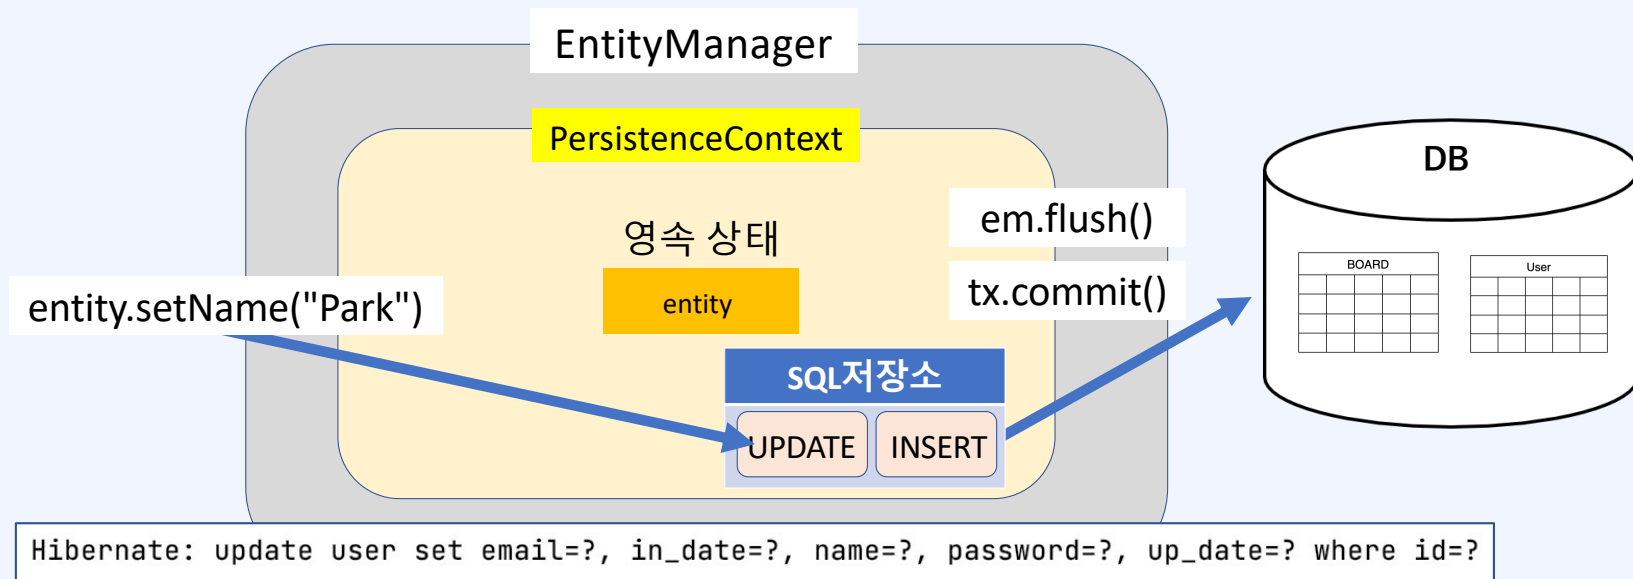 EntityManager
PersistenceContext
영속 상태
entity
entity.setName("Park")
SQL저장소
UPDATE
INSERT
em.flush()
tx.commit()
DB
BOARD
User
Hibernate: update user set email=?, in_date=?, name=?, password=?, up_date=? where id=?